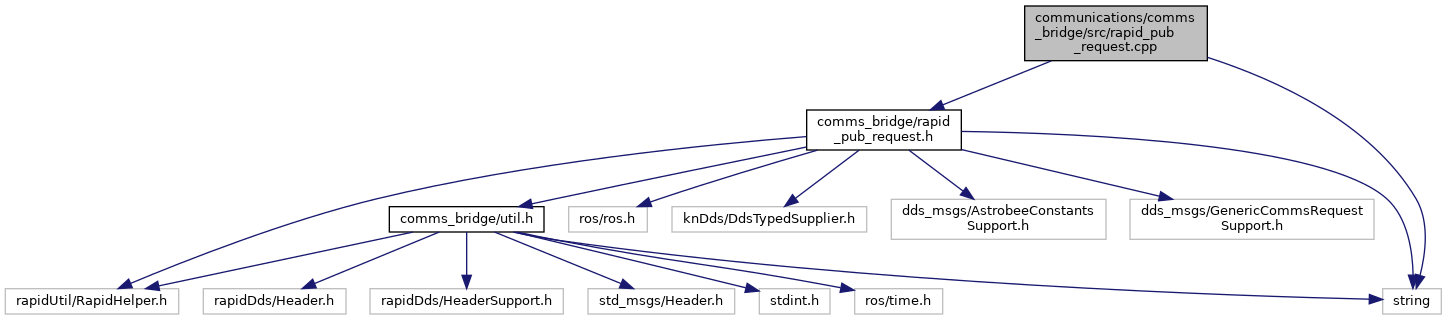 communications/comms
_bridge/src/rapid_pub
_request.cpp
comms_bridge/rapid
_pub_request.h
comms_bridge/util.h
ros/ros.h
knDds/DdsTypedSupplier.h
dds_msgs/AstrobeeConstants
Support.h
dds_msgs/GenericCommsRequest
Support.h
rapidUtil/RapidHelper.h
rapidDds/Header.h
rapidDds/HeaderSupport.h
std_msgs/Header.h
stdint.h
ros/time.h
string